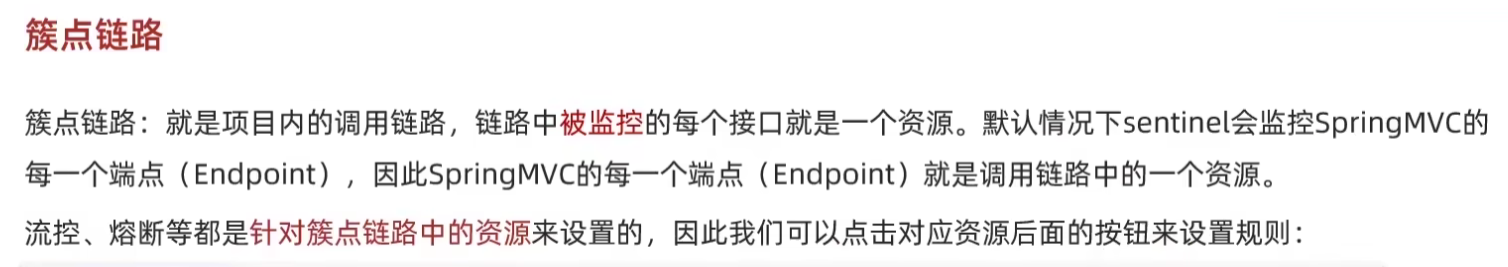 簇点链路
簇点链路：就是项目内的调用链路，链路中被监控的每个接口就是一个资源。默认情况下sentinel会监控SpringMVC的
每一个端点（Endpoint），因此SpringMVC的每一个端点（Endpoint）就是调用链路中的一个资源。
流控、熔断等都是针对簇点链路中的资源来设置的，因此我们可以点击对应资源后面的按钮来设置规则：